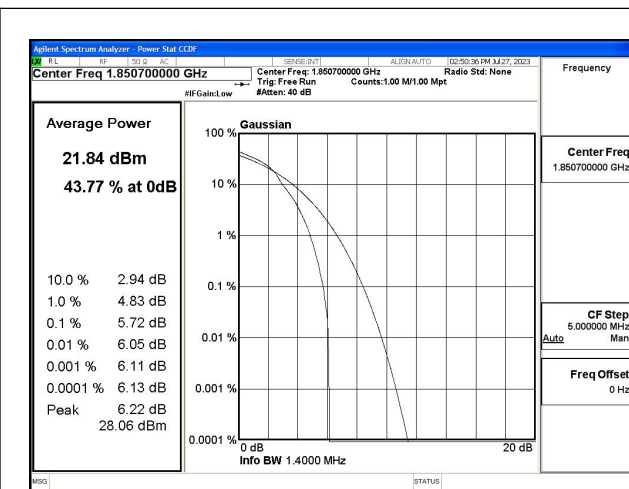 Agilent Spectrum Analyzer - Power Stat CCDF
LXI RL RF 50 Ω AC SENSE:INT ALIGN AUTO 02:50:36 PM Jul 27, 2023
Center Freq 1.850700000 GHz
Center Freq: 1.850700000 GHz Radio Std: None
Trig: Free Run Counts:1.00 M/1.00 Mpt
#IFGain:Low #Atten: 40 dB
Frequency
Average Power
21.84 dBm
43.77 % at 0dB
10.0 % 2.94 dB
1.0 % 4.83 dB
0.1 % 5.72 dB
0.01 % 6.05 dB
0.001 % 6.11 dB
0.0001 % 6.13 dB
Peak 6.22 dB
28.06 dBm
Gaussian
100 %
10 %
1 %
0.1 %
0.01 %
0.001 %
0.0001 %
0 dB 20 dB
Info BW 1.4000 MHz
Center Freq
1.850700000 GHz
CF Step
5.000000 MHz
Auto Man
Freq Offset
0 Hz
MSG STATUS